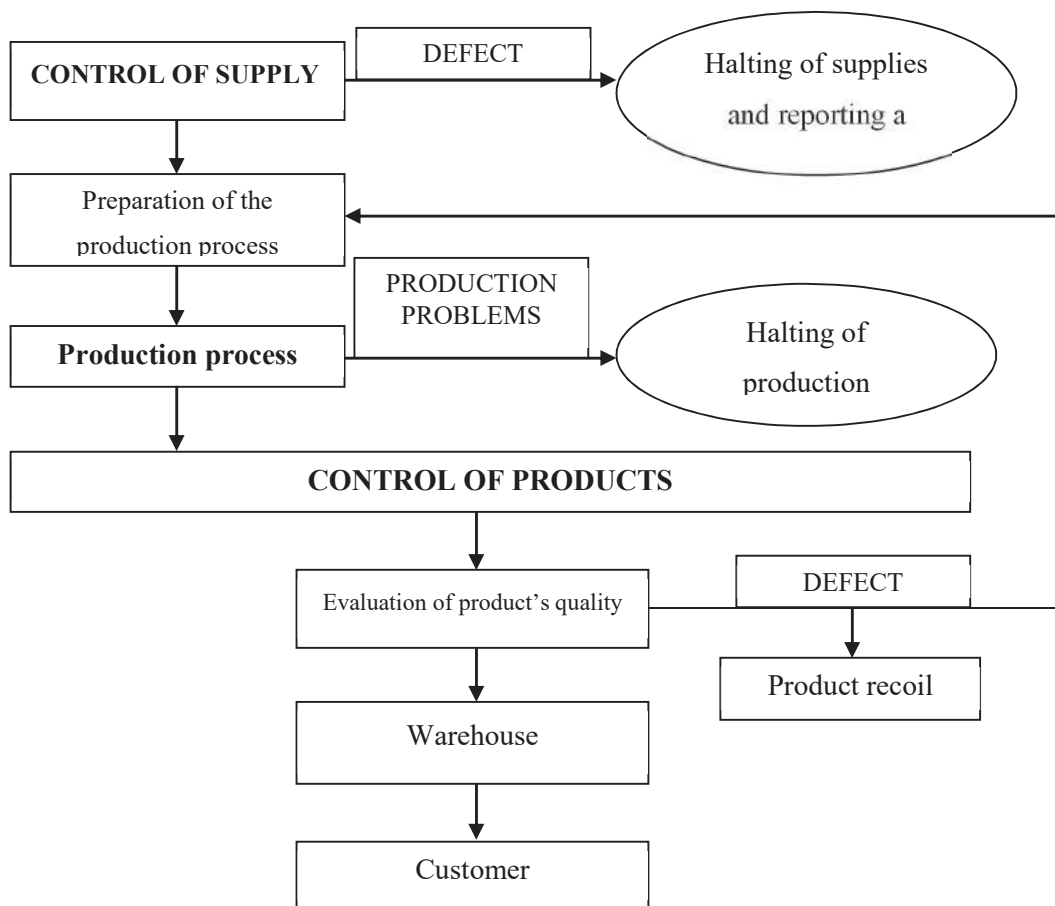 CONTROL OF SUPPLY
DEFECT
Halting of supplies
and reporting a
Preparation of the
production process
PRODUCTION
PROBLEMS
Production process
Halting of
production
CONTROL OF PRODUCTS
Evaluation of product’s quality
DEFECT
Product recoil
Warehouse
Customer